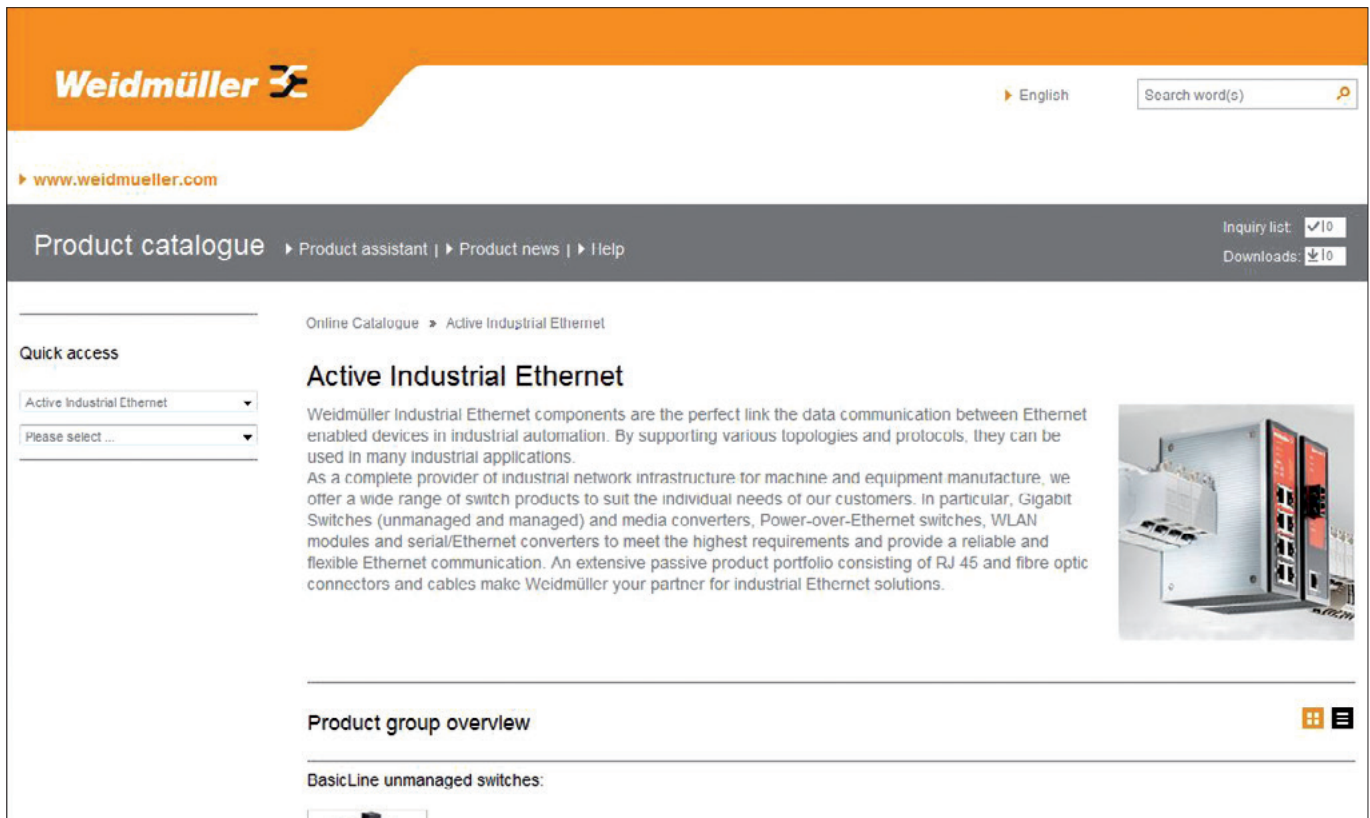 Weidmüller
English
Search word(s)
www.weidmueller.com
Product catalogue Product assistant | Product news | Help
Inquiry list: 0
Downloads: 0
Online Catalogue » Active Industrial Ethernet
Quick access
Active Industrial Ethernet
Please select ...
Active Industrial Ethernet
Weidmüller Industrial Ethernet components are the perfect link the data communication between Ethernet
enabled devices in industrial automation. By supporting various topologies and protocols, they can be
used in many industrial applications.
As a complete provider of industrial network infrastructure for machine and equipment manufacture, we
offer a wide range of switch products to suit the individual needs of our customers. In particular, Gigabit
Switches (unmanaged and managed) and media converters, Power-over-Ethernet switches, WLAN
modules and serial/Ethernet converters to meet the highest requirements and provide a reliable and
flexible Ethernet communication. An extensive passive product portfolio consisting of RJ 45 and fibre optic
connectors and cables make Weidmüller your partner for industrial Ethernet solutions.
Product group overview
BasicLine unmanaged switches: